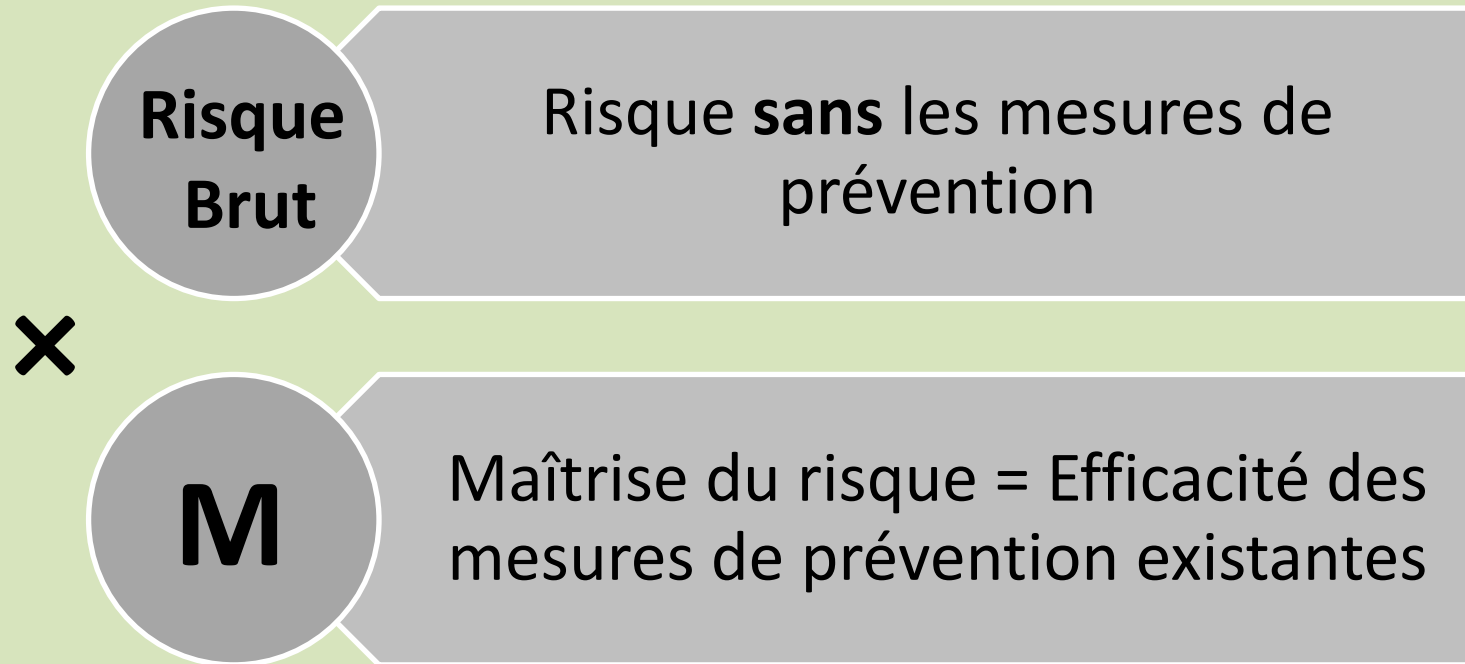 Risque
Brut
Risque sans les mesures de
prévention
×
M
Maîtrise du risque = Efficacité des
mesures de prévention existantes